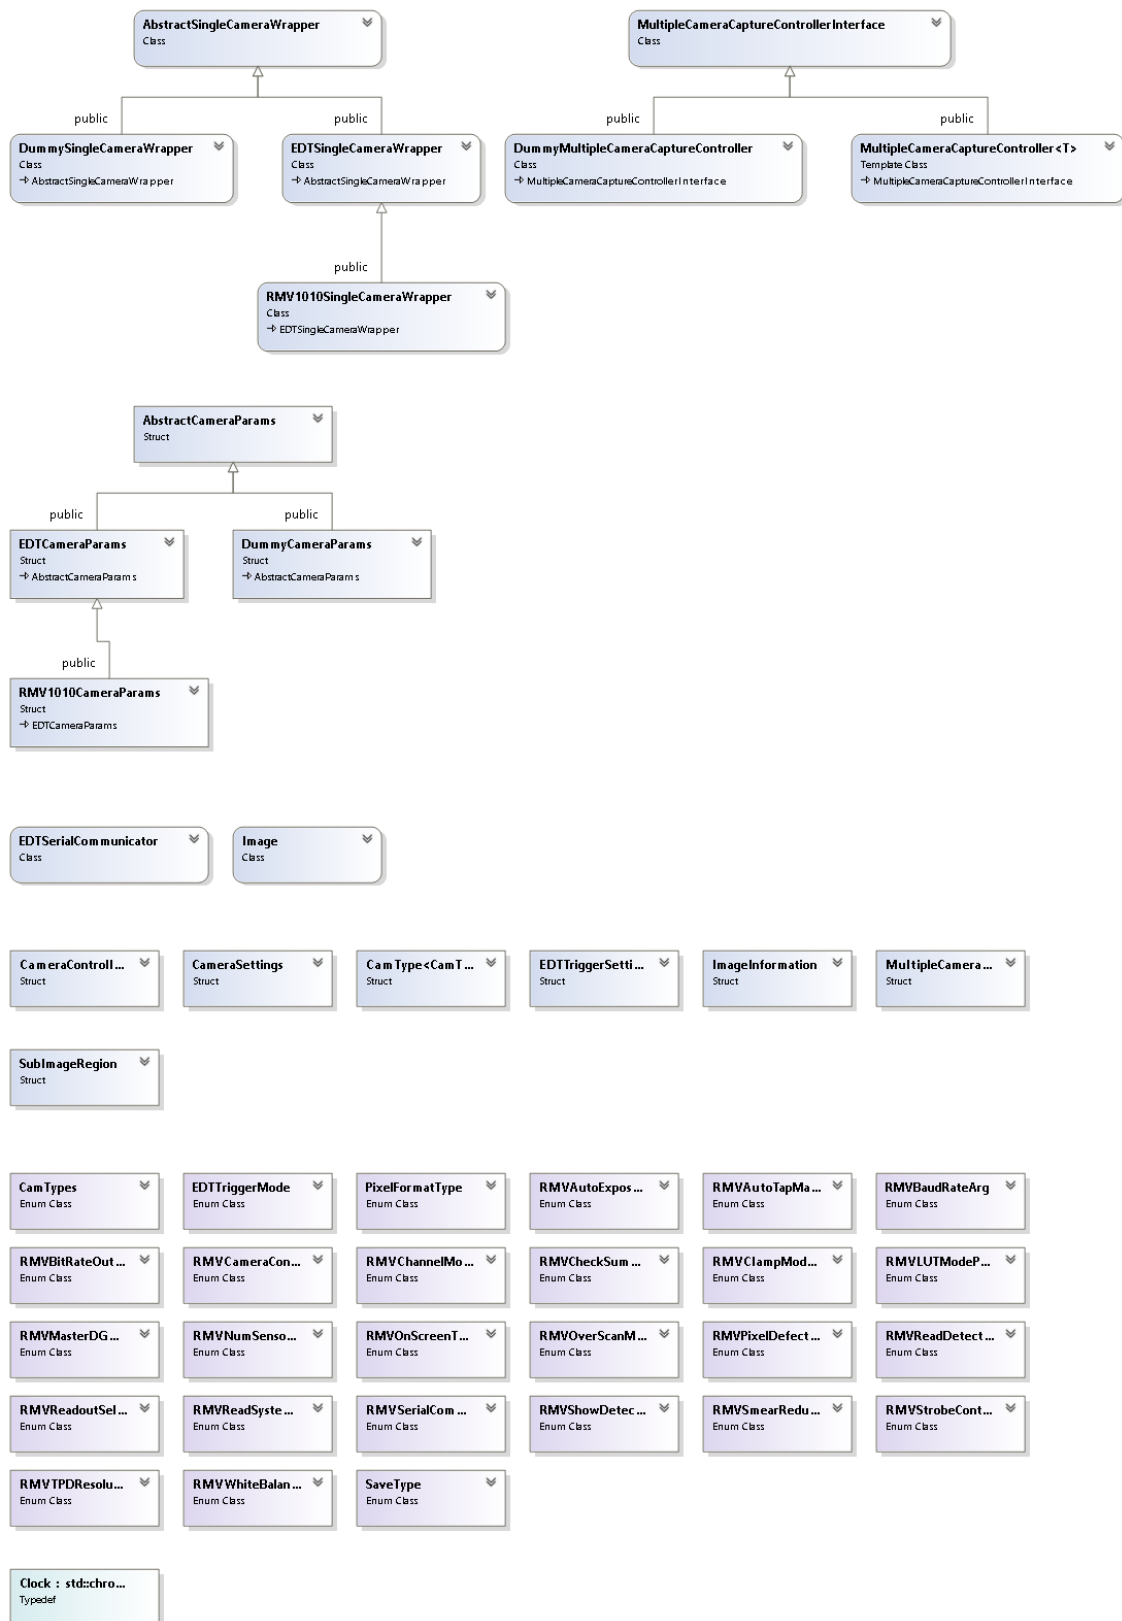 AbstractSingleCameraWrapper
Class
MultipleCameraCaptureControllerInterface
Class
public
public
public
public
DummySingleCameraWrapper
Class
AbstractSingleCameraWrapper
EDTSingleCameraWrapper
Class
AbstractSingleCameraWrapper
DummyMultipleCameraCaptureController
Class
MultipleCameraCaptureControllerInterface
MultipleCameraCaptureController<T>
Template Class
MultipleCameraCaptureControllerInterface
public
RMV1010SingleCameraWrapper
Class
EDTSingleCameraWrapper
AbstractCameraParams
Struct
public
public
EDTCameraParams
Struct
AbstractCameraParams
DummyCameraParams
Struct
AbstractCameraParams
public
RMV1010CameraParams
Struct
EDTCameraParams
EDTSerialCommunicator
Class
Image
Class
CameraControll...
Struct
CameraSettings
Struct
CamType<CamT...
Struct
EDTTriggerSetti...
Struct
ImageInformation
Struct
MultipleCamera...
Struct
SubImageRegion
Struct
CamTypes
Enum Class
EDTTriggerMode
Enum Class
PixelFormatType
Enum Class
RMVAutoExpos...
Enum Class
RMVAutoTapMa...
Enum Class
RMVBaudRateArg
Enum Class
RMVBitRateOut...
Enum Class
RMVCameraCon...
Enum Class
RMVChannelMo...
Enum Class
RMVCheckSum...
Enum Class
RMVClampMod...
Enum Class
RMVLUTModeP...
Enum Class
RMVMasterDG...
Enum Class
RMVNumSenso...
Enum Class
RMVOnScreenT...
Enum Class
RMVOverScanM...
Enum Class
RMVPixelDefect...
Enum Class
RMVReadDetect...
Enum Class
RMVReadoutSel...
Enum Class
RMVReadSyste...
Enum Class
RMVSerialCom...
Enum Class
RMVShowDetec...
Enum Class
RMVSmearRedu...
Enum Class
RMVStrobeCont...
Enum Class
RMVTPDResolu...
Enum Class
RMVWhiteBalan...
Enum Class
SaveType
Enum Class
Clock : std::chro...
Typedef